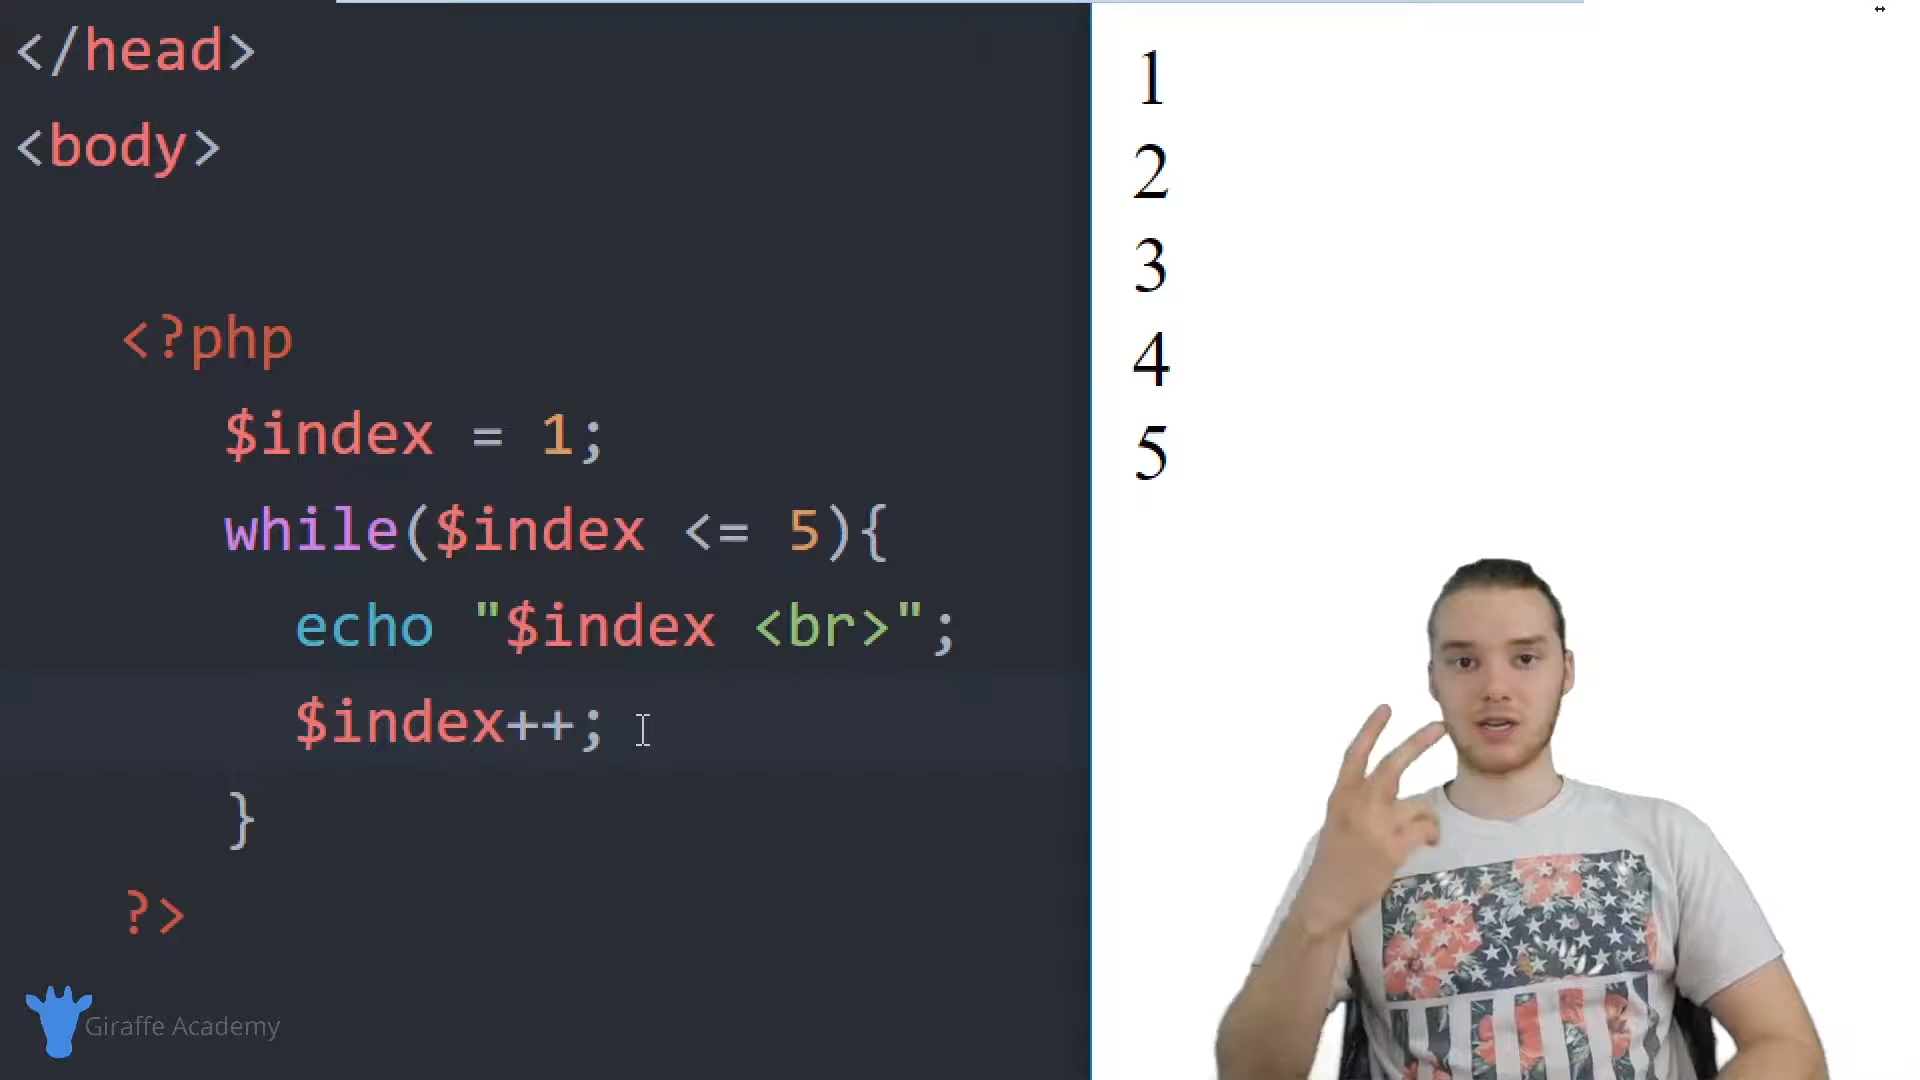 </head>
<body>
<?php
$index = 1;
while($index <= 5){
echo "$index <br>";
$index++;
}
?>
Giraffe Academy
1
2
3
4
5